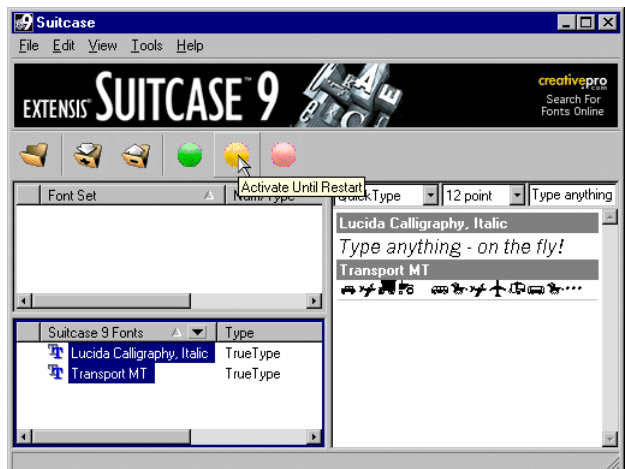 Suitcase
File Edit View Tools Help
EXTENSIS™ SUITCASE™ 9
creativepro
.com
Search For
Fonts Online
Activate Until Restart
Font Set
QuickType 12 point Type anything
Lucida Calligraphy, Italic
Type anything - on the fly!
Transport MT
Suitcase 9 Fonts Type
Lucida Calligraphy, Italic TrueType
Transport MT TrueType